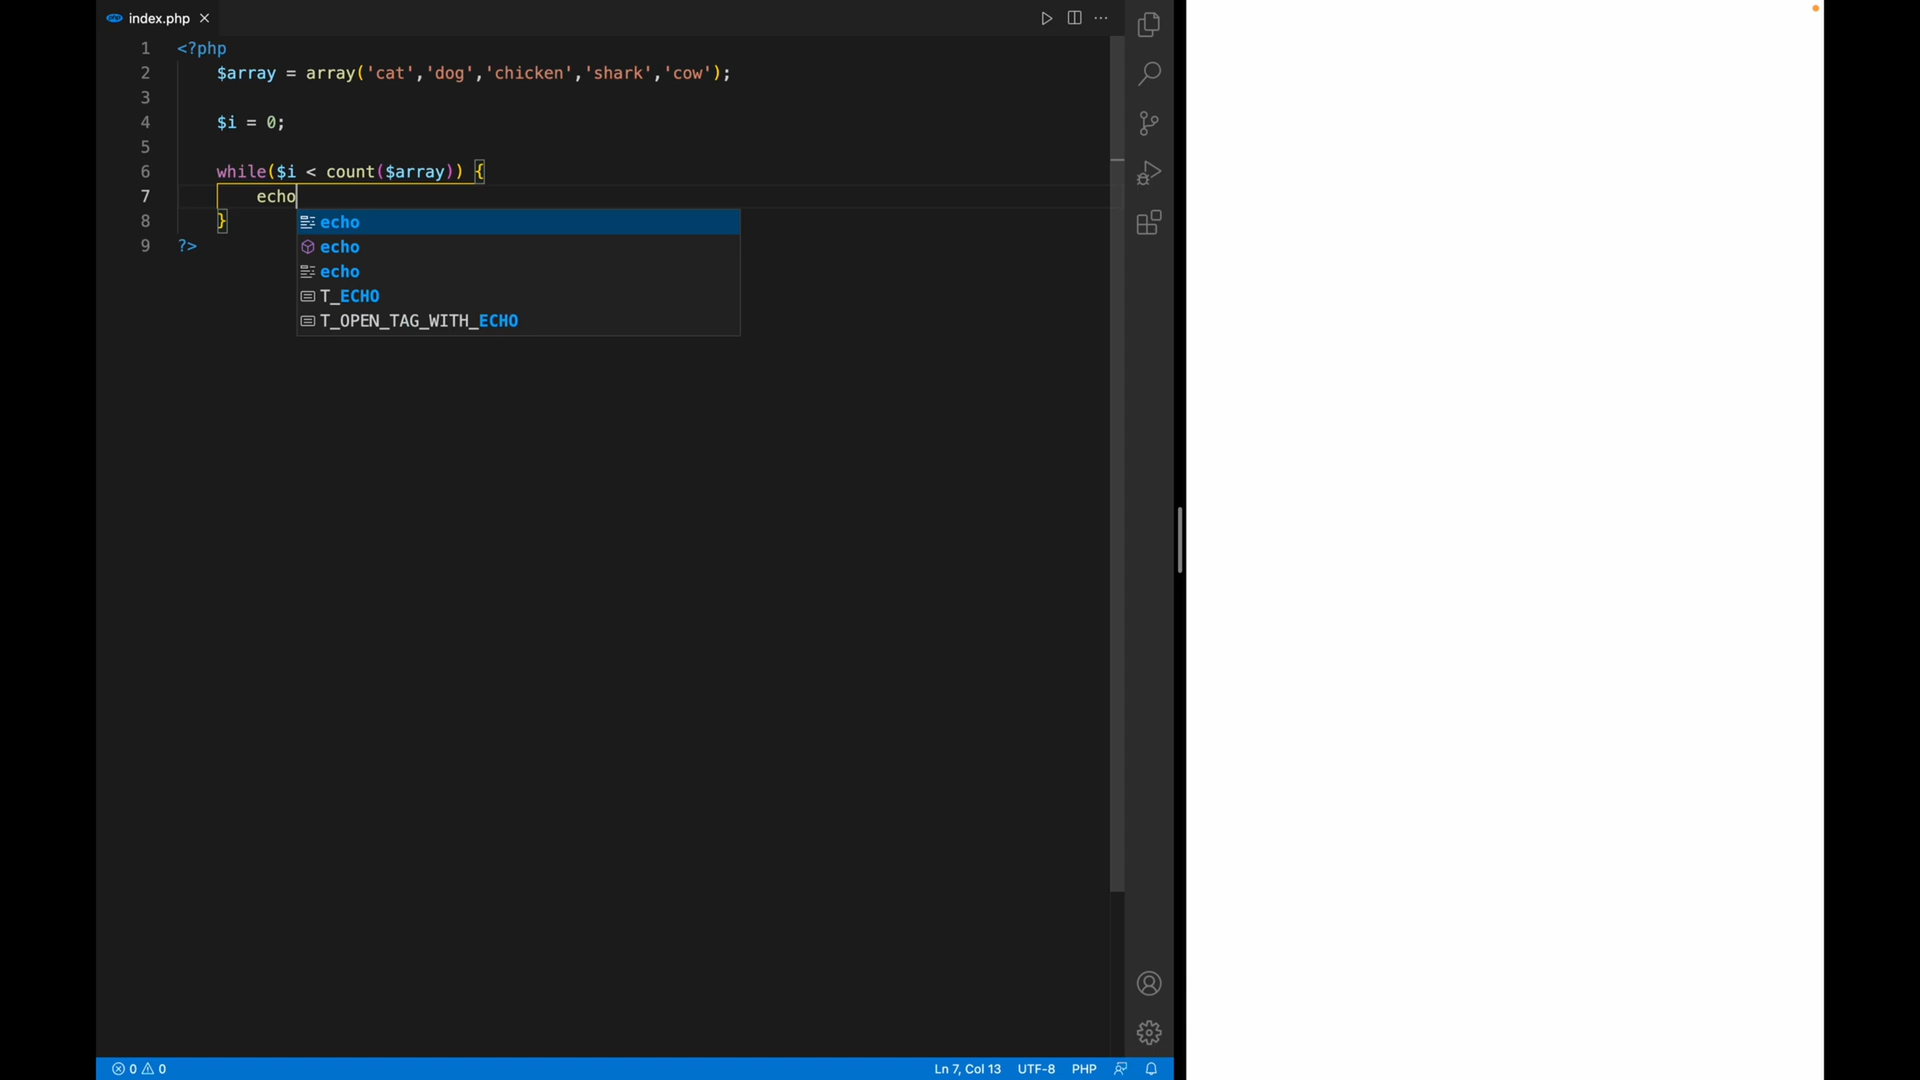 index.php
1 <?php
2 $array = array('cat','dog','chicken','shark','cow');
3
4 $i = 0;
5
6 while($i < count($array)) {
7 echo
8 }
9 ?>
echo
echo
echo
T_ECHO
T_OPEN_TAG_WITH_ECHO
0 0
Ln 7, Col 13 UTF-8 PHP